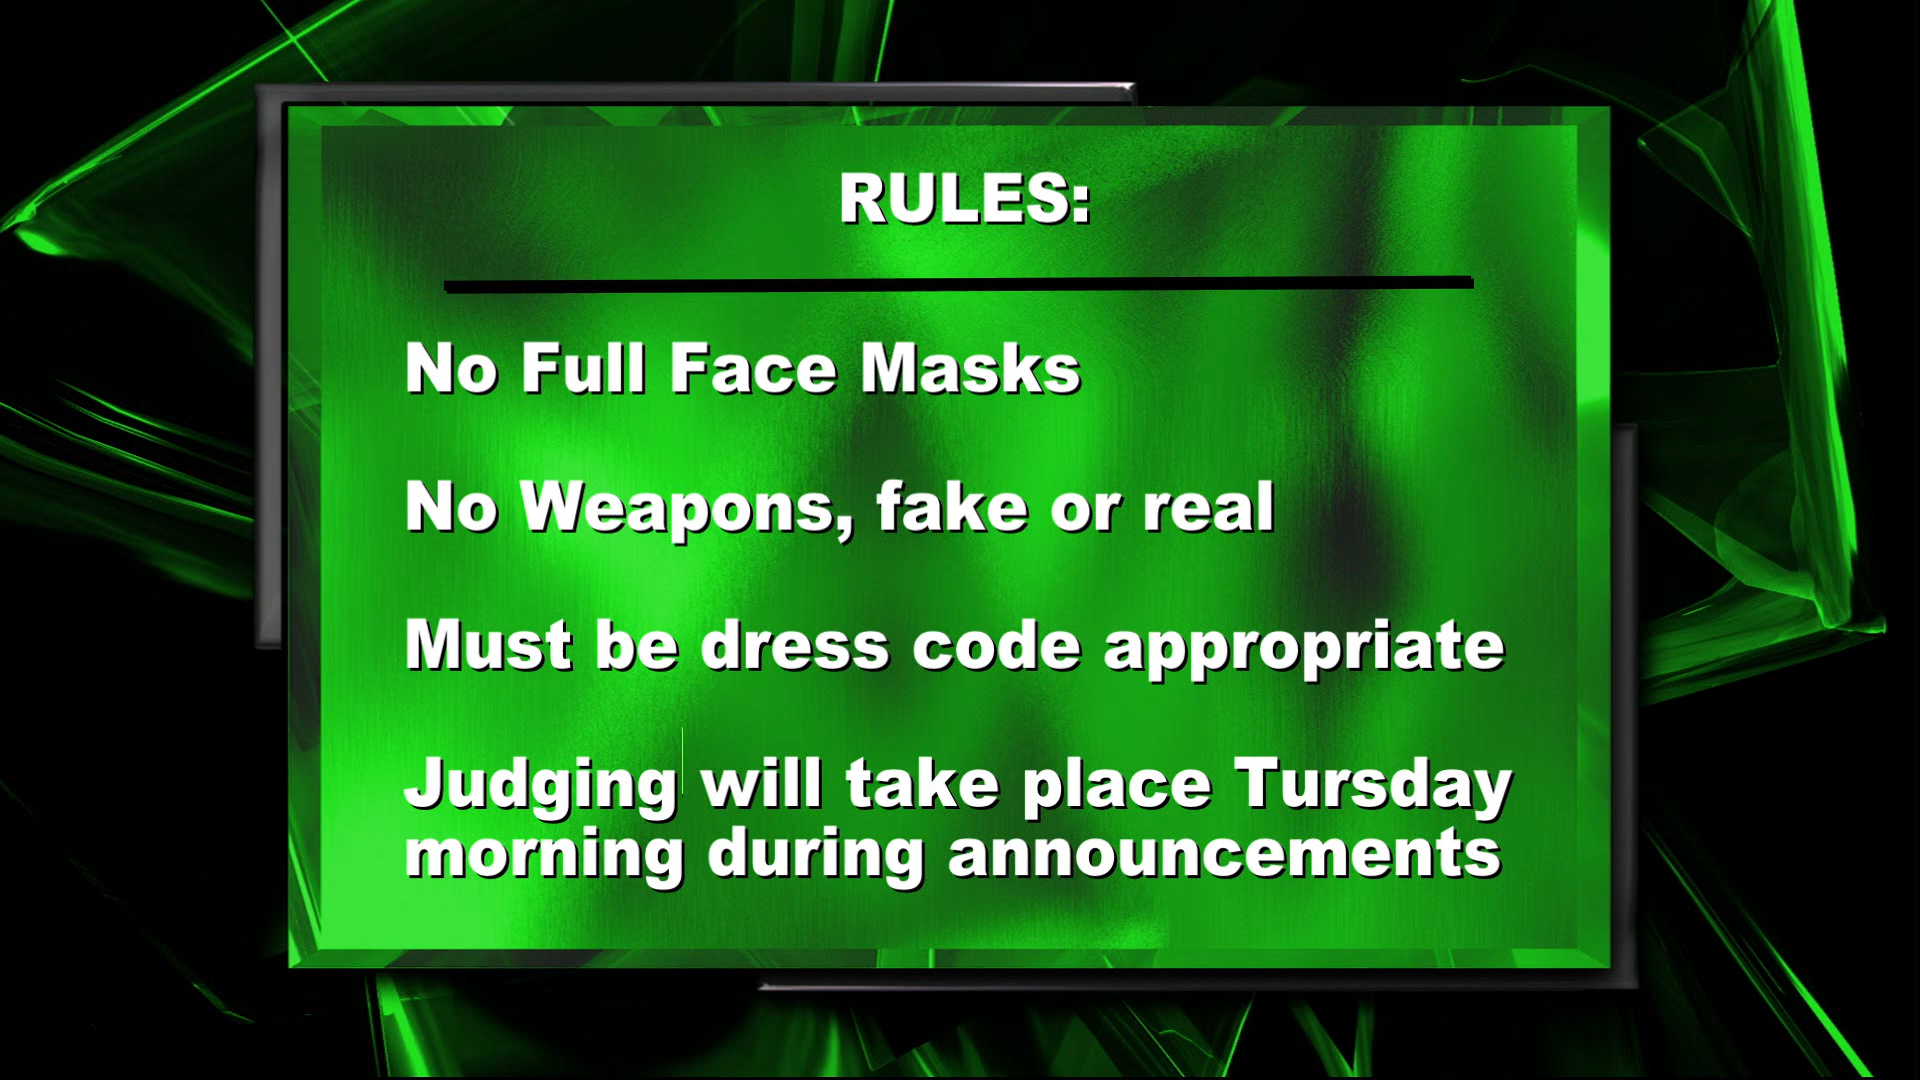 RULES:
No Full Face Masks
No Weapons, fake or real
Must be dress code appropriate
Judging will take place Tursday
morning during announcements